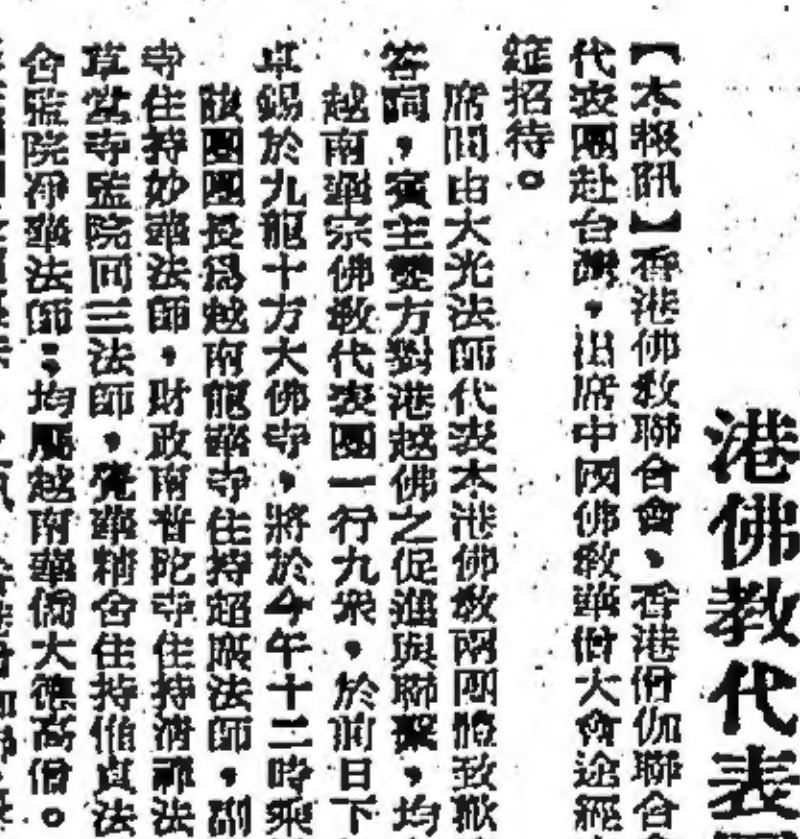 港佛教代表
【本報訊】香港佛教聯合會、香港僧伽聯合
代表團赴台灣，出席中國佛教華僧大會途經
筵招待。
席間由大光法師代表本港佛教兩團體致歡
答詞，賓主雙方對港越佛之促進與聯繫，均
越南華宗佛教代表團一行九眾，於前日下
卓錫於九龍十方大佛寺，將於今午十二時乘
該團團長為越南龍華寺住持超廣法師，副
寺住持妙華法師，財政南普陀寺住持清禪法
草堂寺監院同三法師，覺華精舍住持惟真法
舍監院淨華法師；均屬越南華僑大德高僧。